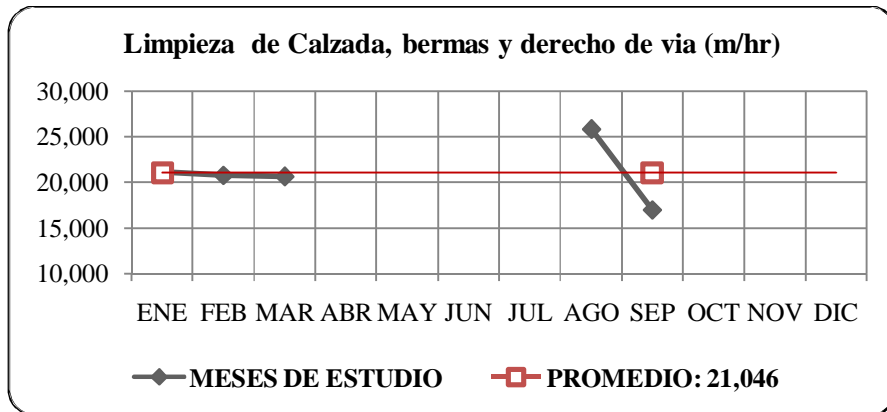 Limpieza de Calzada, bermas y derecho de via (m/hr)
30,000
25,000
20,000
15,000
10,000
ENE FEB MAR ABR MAY JUN JUL AGO SEP OCT NOV DIC
MESES DE ESTUDIO PROMEDIO: 21,046